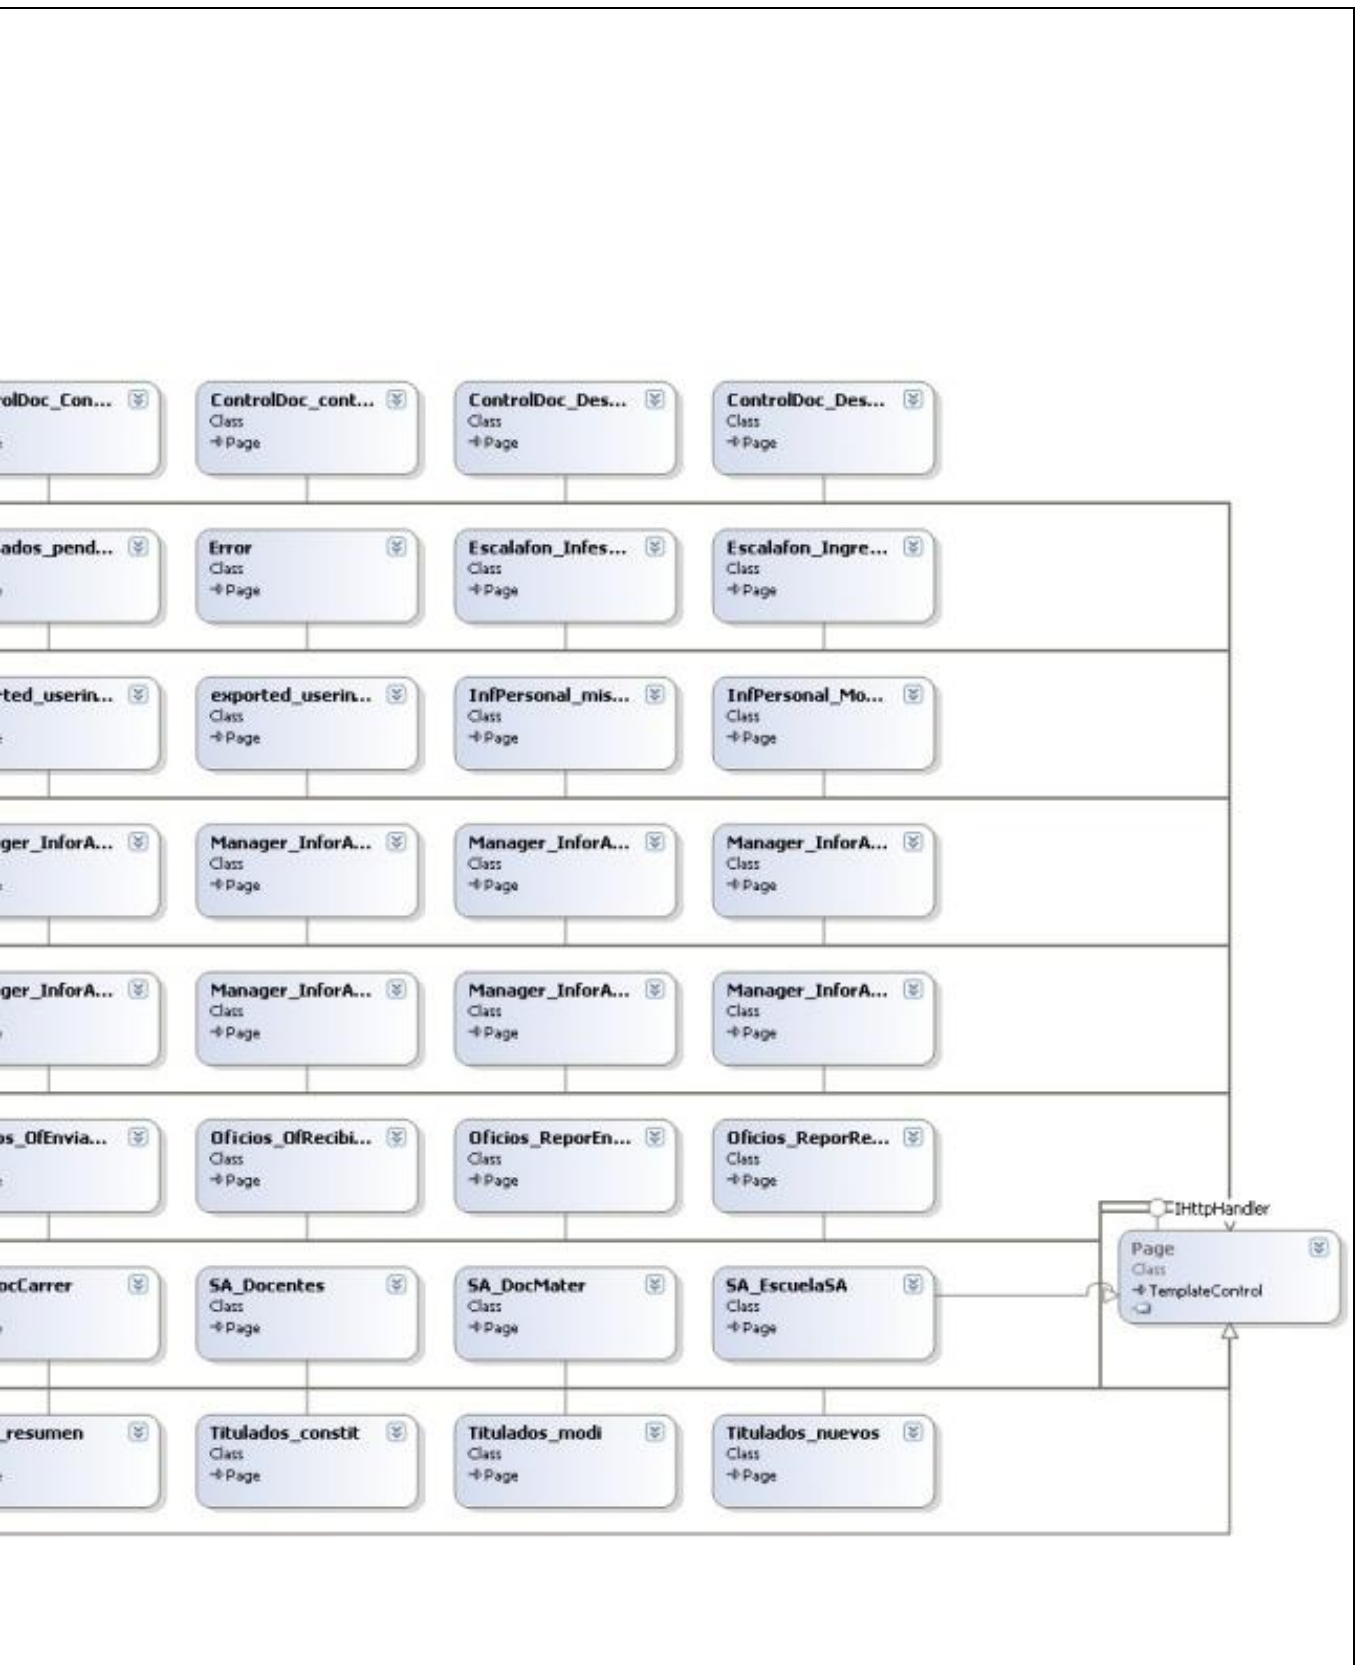 olDoc_Con...
ControlDoc_cont...
ControlDoc_Des...
ControlDoc_Des...
Class
Class
Class
Page
Page
Page
ados_pend...
Error
Escalafon_Infes...
Escalafon_Ingre...
Class
Class
Class
Page
Page
Page
ted_userin...
exported_userin...
InfPersonal_mis...
InfPersonal_Mo...
Class
Class
Class
Page
Page
Page
ger_InforA...
Manager_InforA...
Manager_InforA...
Manager_InforA...
Class
Class
Class
Page
Page
Page
ger_InforA...
Manager_InforA...
Manager_InforA...
Manager_InforA...
Class
Class
Class
Page
Page
Page
os_OfEnvia...
Oficios_OfRecibi...
Oficios_ReporEn...
Oficios_ReporRe...
Class
Class
Class
Page
Page
Page
IHttpHandler
Page
Class
TemplateControl
ocCarrer
SA_Docentes
SA_DocMater
SA_EscuelaSA
Class
Class
Class
Page
Page
Page
_resumen
Titulados_constit
Titulados_modi
Titulados_nuevos
Class
Class
Class
Page
Page
Page